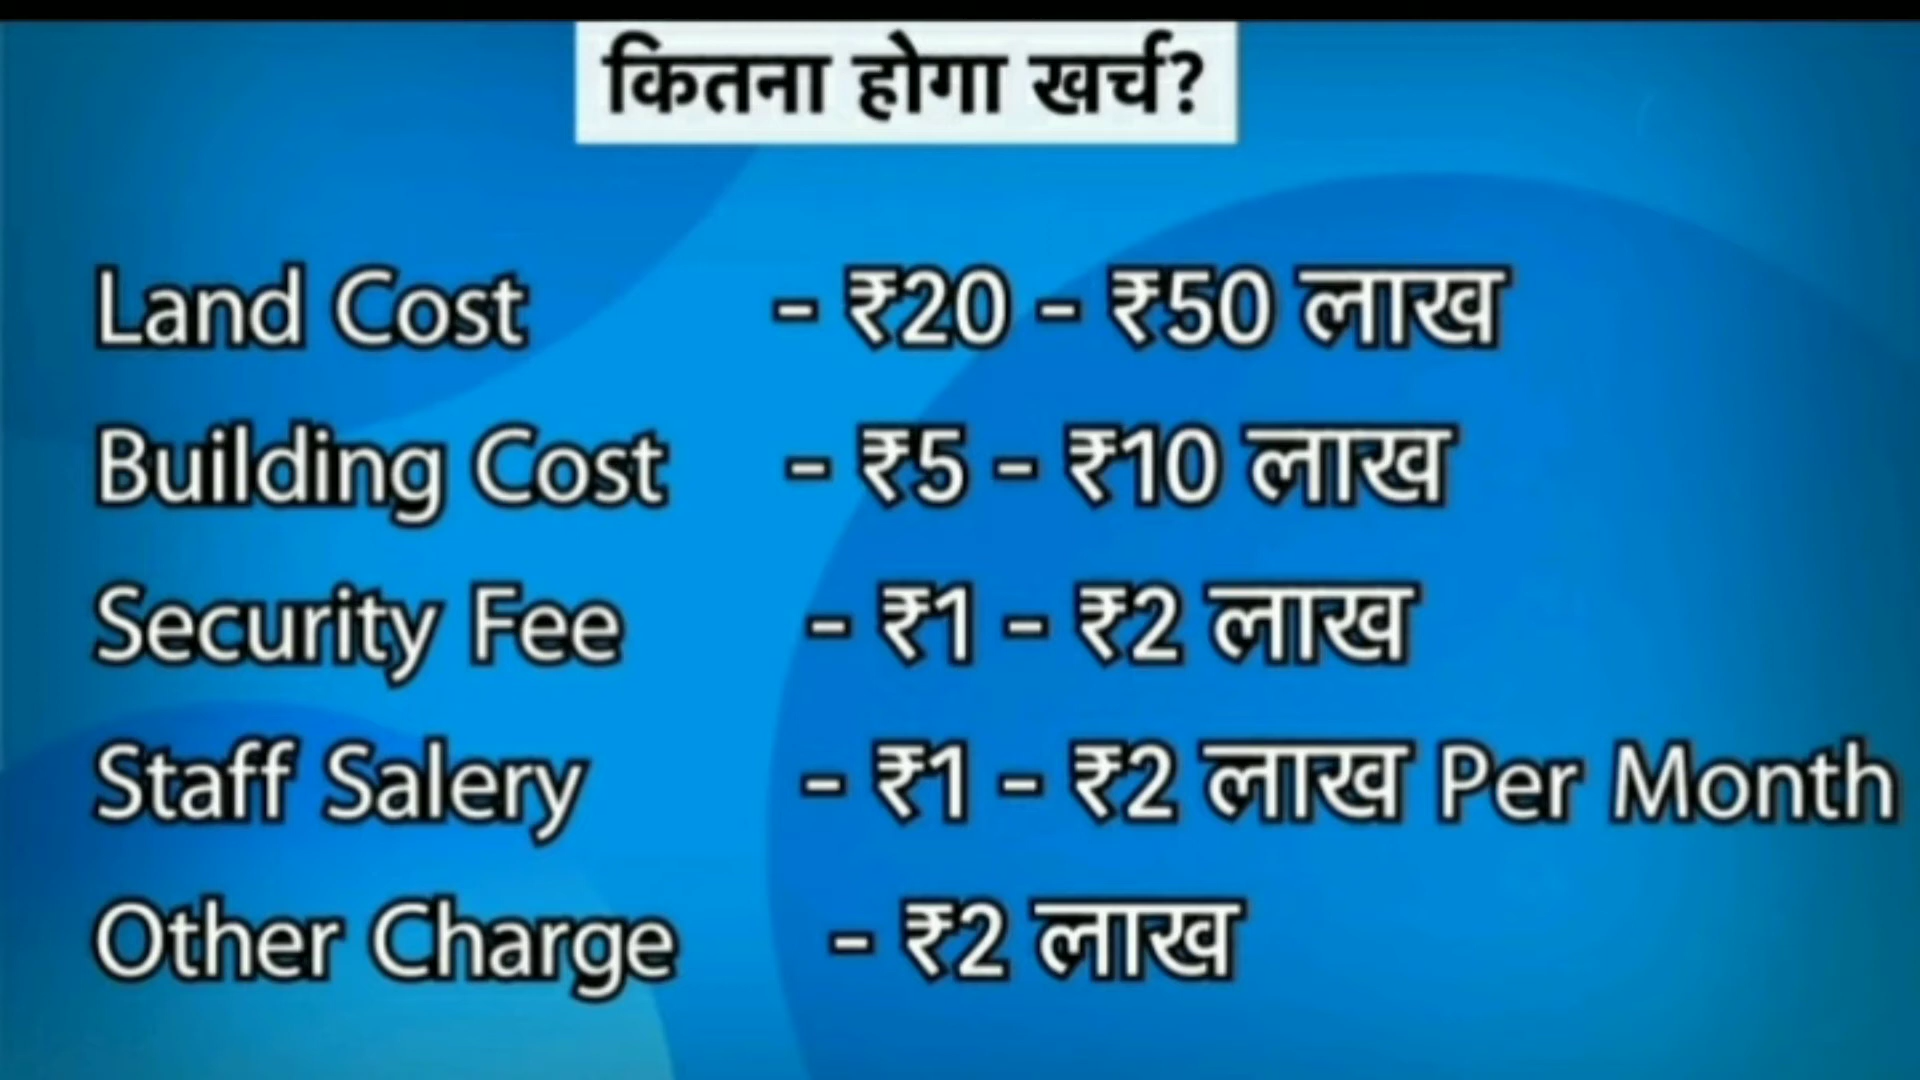 कितना होगा खर्च?
Land Cost - ₹20 - ₹50 लाख
Building Cost - ₹5 - ₹10 लाख
Security Fee - ₹1 - ₹2 लाख
Staff Salery - ₹1 - ₹2 लाख Per Month
Other Charge - ₹2 लाख